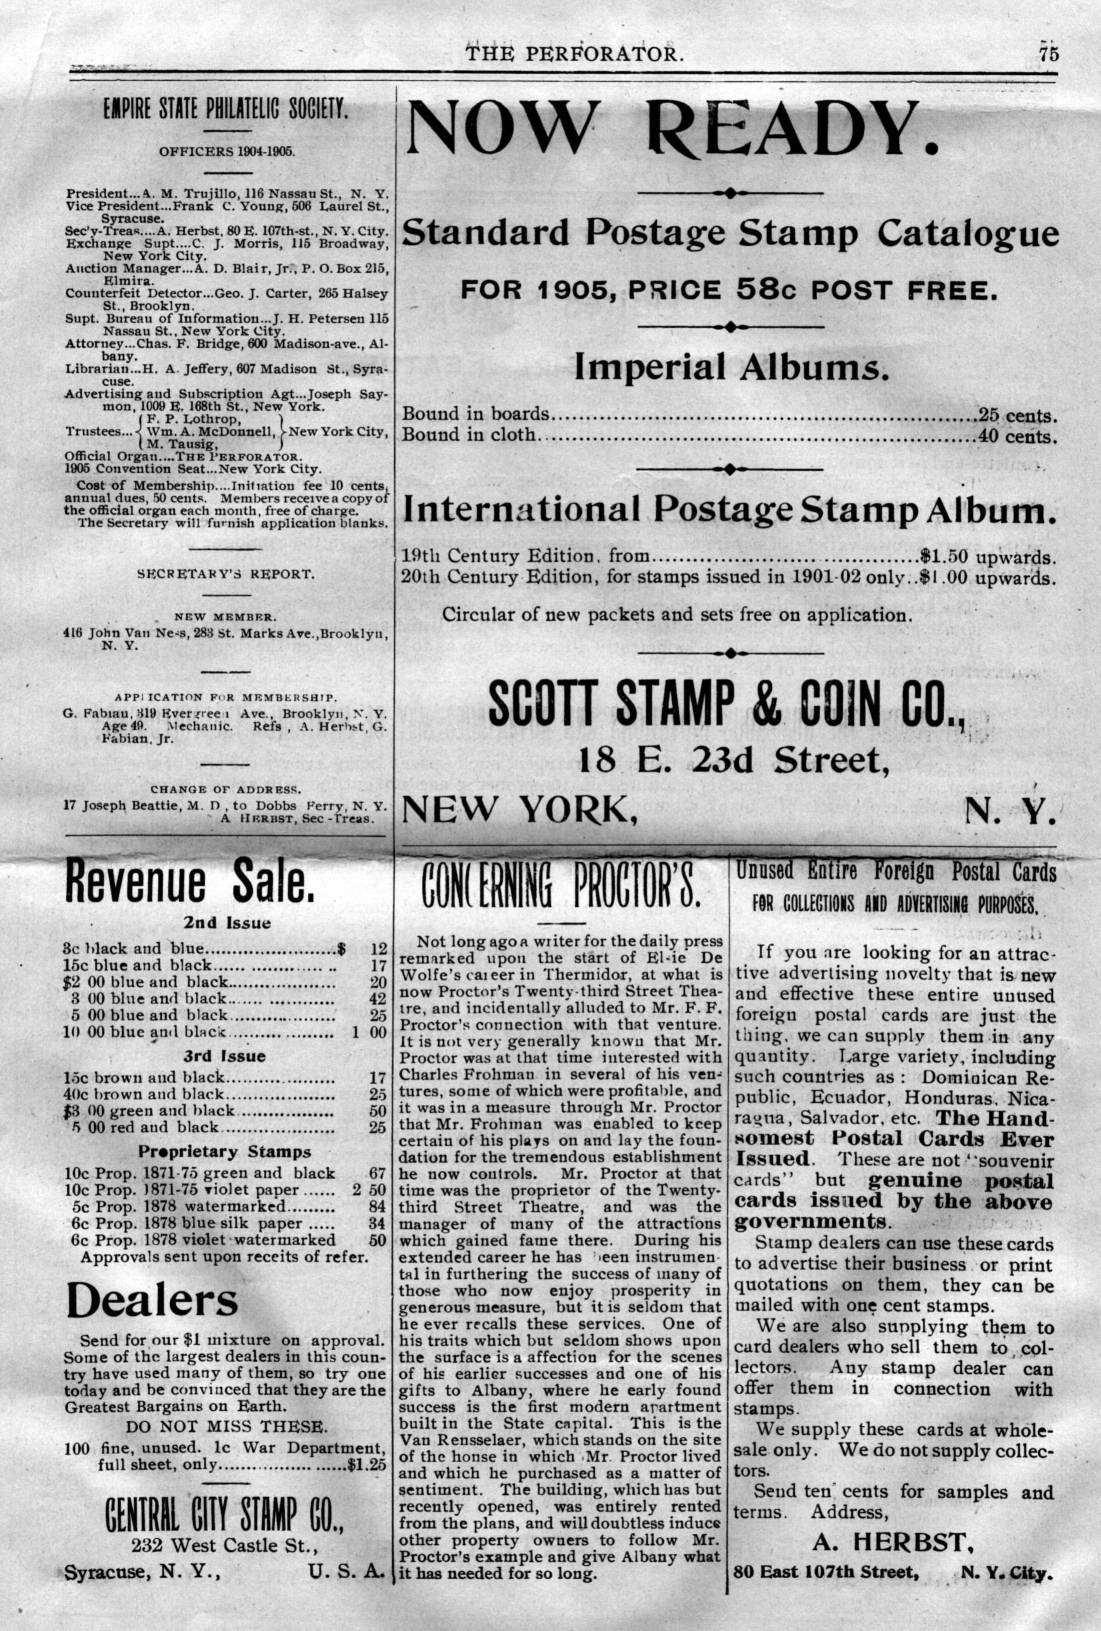 THE PERFORATOR.
75
EMPIRE STATE PHILATELIC SOCIETY.
OFFICERS 1904-1905.
President...A. M. Trujillo, 116 Nassau St., N. Y.
Vice President...Frank C. Young, 506 Laurel St.,
Syracuse.
Sec'y-Treas....A. Herbst, 80 E. 107th-st., N. Y. City.
Exchange Supt....C. J. Morris, 115 Broadway,
New York City.
Auction Manager...A. D. Blair, Jr., P. O. Box 215,
Elmira.
Counterfeit Detector...Geo. J. Carter, 265 Halsey
St., Brooklyn.
Supt. Bureau of Information...J. H. Petersen 115
Nassau St., New York City.
Attorney...Chas. F. Bridge, 600 Madison-ave., Al-
bany.
Librarian...H. A. Jeffery, 607 Madison St., Syra-
cuse.
Advertising and Subscription Agt...Joseph Say-
mon, 1009 E. 168th St., New York.
F. P. Lothrop,
Trustees... Wm. A. McDonnell, New York City,
M. Tausig,
Official Organ....THE PERFORATOR.
1905 Convention Seat...New York City.
Cost of Membership....Initiation fee 10 cents,
annual dues, 50 cents. Members receive a copy of
the official organ each month, free of charge.
The Secretary will furnish application blanks.
SECRETARY'S REPORT.
NEW MEMBER.
416 John Van Ness, 283 St. Marks Ave., Brooklyn,
N. Y.
APPLICATION FOR MEMBERSHIP.
G. Fabian, 319 Evergreen Ave., Brooklyn, N. Y.
Age 49. Mechanic. Refs , A. Herbst, G.
Fabian, Jr.
CHANGE OF ADDRESS.
17 Joseph Beattie, M. D , to Dobbs Ferry, N. Y.
A HERBST, Sec -Treas.
NOW READY.
Standard Postage Stamp Catalogue
FOR 1905, PRICE 58c POST FREE.
Imperial Albums.
Bound in boards...25 cents.
Bound in cloth...40 cents.
International Postage Stamp Album.
19th Century Edition, from...$1.50 upwards.
20th Century Edition, for stamps issued in 1901-02 only..$1.00 upwards.
Circular of new packets and sets free on application.
SCOTT STAMP & COIN CO.,
18 E. 23d Street,
NEW YORK, N. Y.
Revenue Sale.
2nd Issue
3c black and blue...$ 12
15c blue and black... 17
$2 00 blue and black... 20
3 00 blue and black... 42
5 00 blue and black... 25
10 00 blue and black... 1 00
3rd Issue
15c brown and black... 17
40c brown and black... 25
$3 00 green and black... 50
5 00 red and black... 25
Proprietary Stamps
10c Prop. 1871-75 green and black 67
10c Prop. 1871-75 violet paper ...... 2 50
5c Prop. 1878 watermarked......... 84
6c Prop. 1878 blue silk paper ..... 34
6c Prop. 1878 violet watermarked 50
Approvals sent upon receits of refer.
Dealers
Send for our $1 mixture on approval.
Some of the largest dealers in this coun-
try have used many of them, so try one
today and be convinced that they are the
Greatest Bargains on Earth.
DO NOT MISS THESE.
100 fine, unused. 1c War Department,
full sheet, only...$1.25
CENTRAL CITY STAMP CO.,
232 West Castle St.,
Syracuse, N. Y., U. S. A.
CONCERNING PROCTOR'S.
Not long ago a writer for the daily press
remarked upon the start of Elsie De
Wolfe's career in Thermidor, at what is
now Proctor's Twenty-third Street Thea-
tre, and incidentally alluded to Mr. F. F.
Proctor's connection with that venture.
It is not very generally known that Mr.
Proctor was at that time interested with
Charles Frohman in several of his ven-
tures, some of which were profitable, and
it was in a measure through Mr. Proctor
that Mr. Frohman was enabled to keep
certain of his plays on and lay the foun-
dation for the tremendous establishment
he now controls. Mr. Proctor at that
time was the proprietor of the Twenty-
third Street Theatre, and was the
manager of many of the attractions
which gained fame there. During his
extended career he has been instrumen-
tal in furthering the success of many of
those who now enjoy prosperity in
generous measure, but it is seldom that
he ever recalls these services. One of
his traits which but seldom shows upon
the surface is a affection for the scenes
of his earlier successes and one of his
gifts to Albany, where he early found
success is the first modern apartment
built in the State capital. This is the
Van Rensselaer, which stands on the site
of the house in which Mr. Proctor lived
and which he purchased as a matter of
sentiment. The building, which has but
recently opened, was entirely rented
from the plans, and will doubtless induce
other property owners to follow Mr.
Proctor's example and give Albany what
it has needed for so long.
Unused Entire Foreign Postal Cards
FOR COLLECTIONS AND ADVERTISING PURPOSES.
If you are looking for an attrac-
tive advertising novelty that is new
and effective these entire unused
foreign postal cards are just the
thing, we can supply them in any
quantity. Large variety, including
such countries as : Dominican Re-
public, Ecuador, Honduras, Nica-
ragua, Salvador, etc. The Hand-
somest Postal Cards Ever
Issued. These are not "souvenir
cards" but genuine postal
cards issued by the above
governments.
Stamp dealers can use these cards
to advertise their business or print
quotations on them, they can be
mailed with one cent stamps.
We are also supplying them to
card dealers who sell them to col-
lectors. Any stamp dealer can
offer them in connection with
stamps.
We supply these cards at whole-
sale only. We do not supply collec-
tors.
Send ten cents for samples and
terms. Address,
A. HERBST,
80 East 107th Street, N. Y. City.